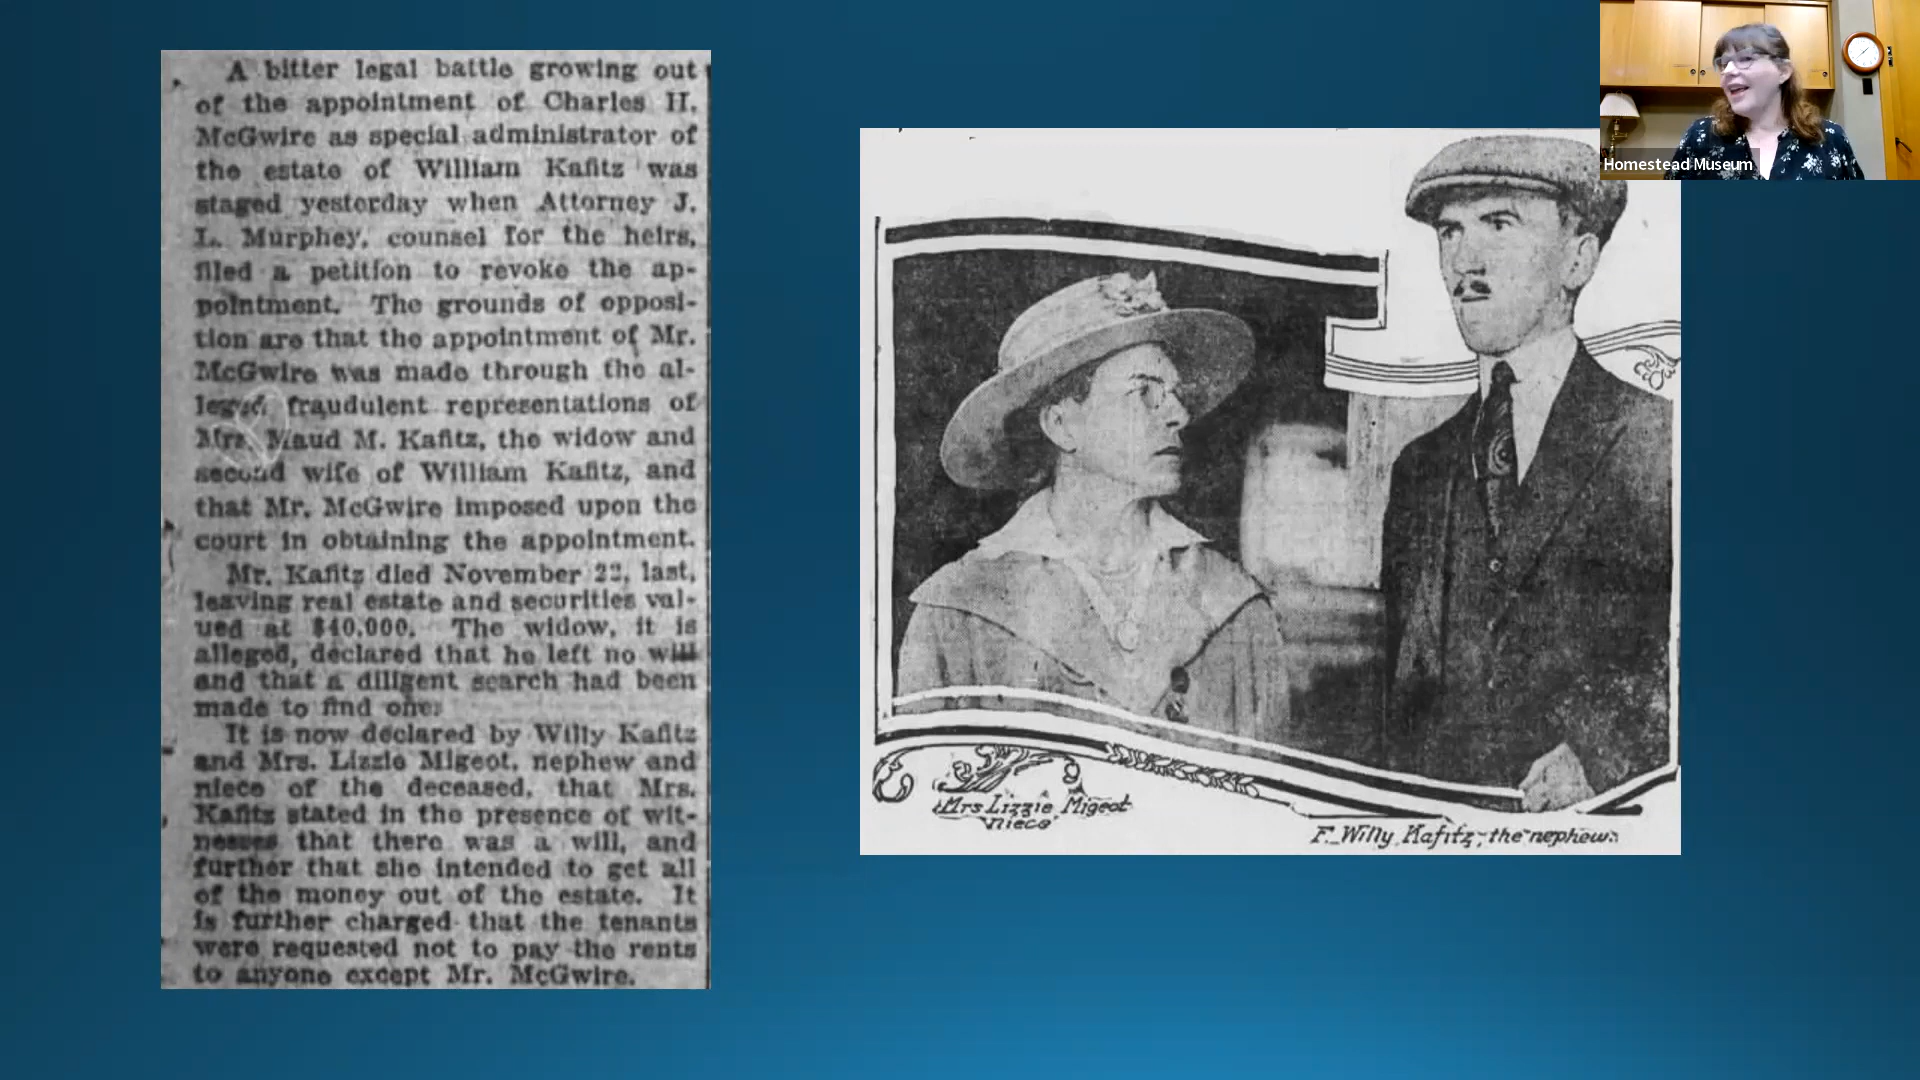 A bitter legal battle growing out
of the appointment of Charles H.
McGwire as special administrator of
the estate of William Kafitz was
staged yesterday when Attorney J.
L. Murphey, counsel for the heirs,
filed a petition to revoke the ap-
pointment. The grounds of opposi-
tion are that the appointment of Mr.
McGwire was made through the al-
leged fraudulent representations of
Mrs. Maud M. Kafitz, the widow and
second wife of William Kafitz, and
that Mr. McGwire imposed upon the
court in obtaining the appointment.
Mr. Kafitz died November 22, last,
leaving real estate and securities val-
ued at $40,000. The widow, it is
alleged, declared that he left no will
and that a diligent search had been
made to find one.
It is now declared by Willy Kafitz
and Mrs. Lizzie Migeot, nephew and
niece of the deceased, that Mrs.
Kafitz stated in the presence of wit-
nesses that there was a will, and
further that she intended to get all
of the money out of the estate. It
is further charged that the tenants
were requested not to pay the rents
to anyone except Mr. McGwire.
Mrs Lizzie Migeot
niece
F. Willy Kafitz, the nephew.
Homestead Museum